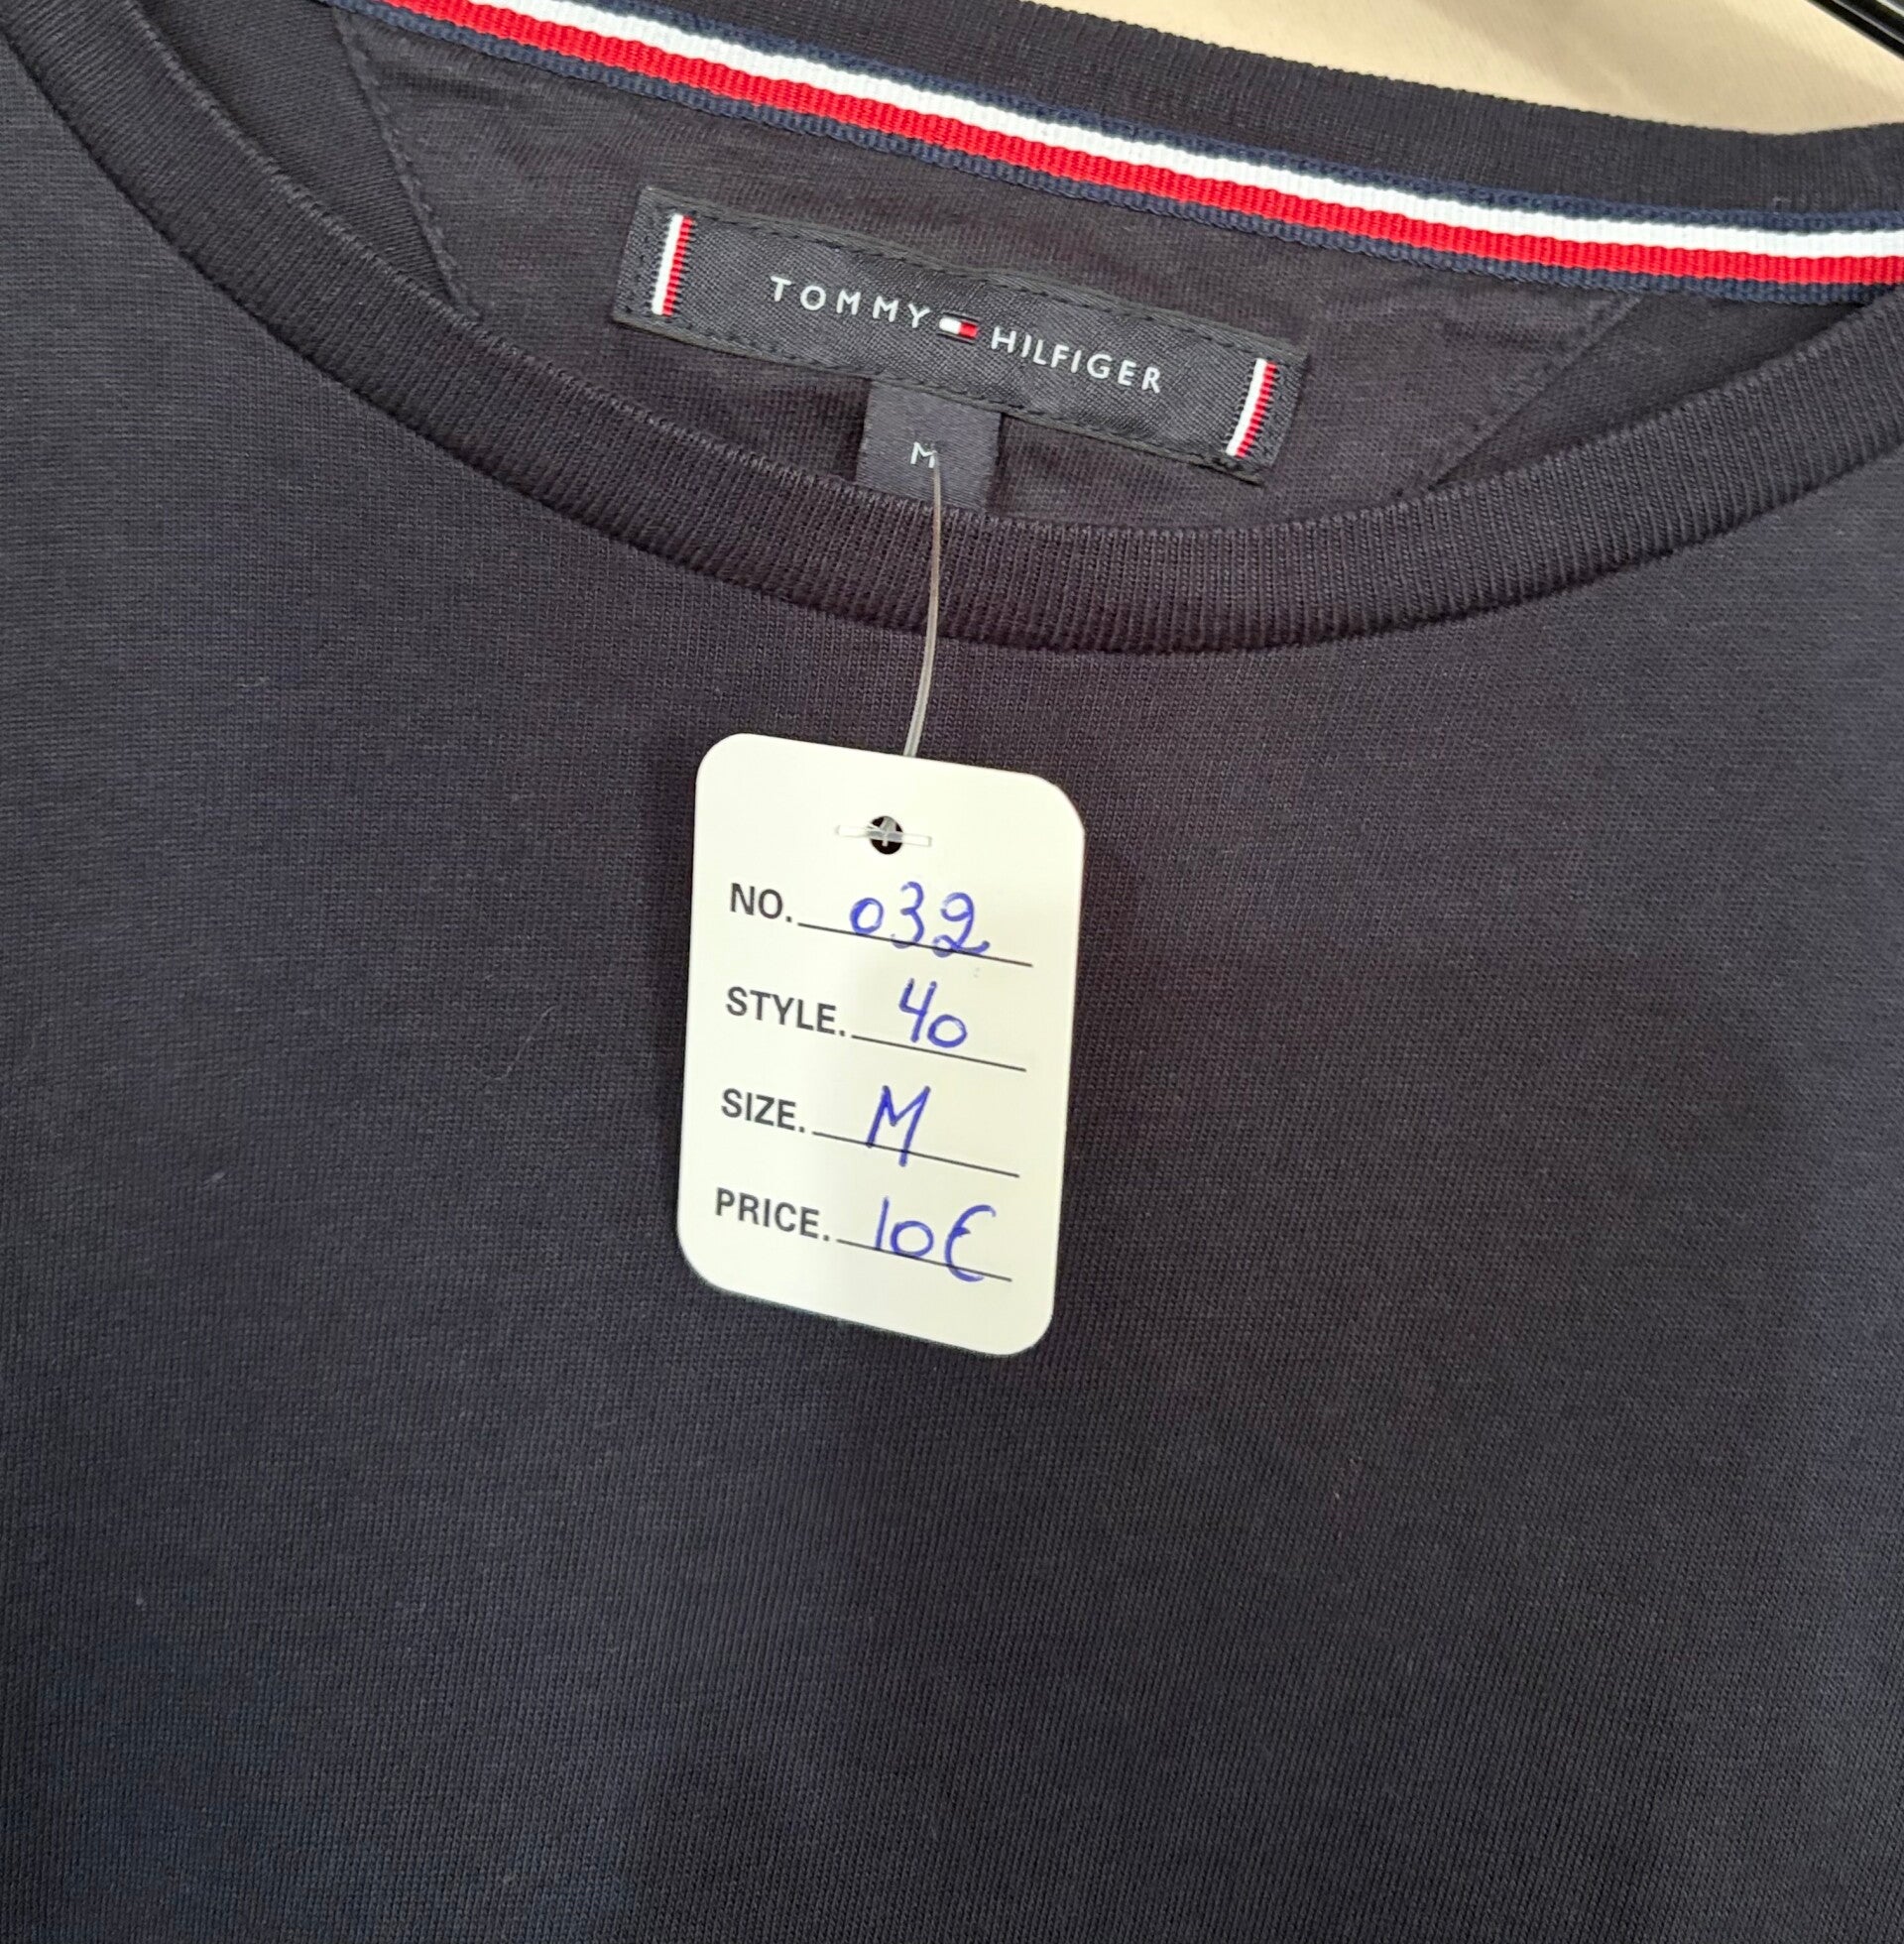 TOMMY HILFIGER
M
NO. 032
STYLE. 40
SIZE. M
PRICE. 10€